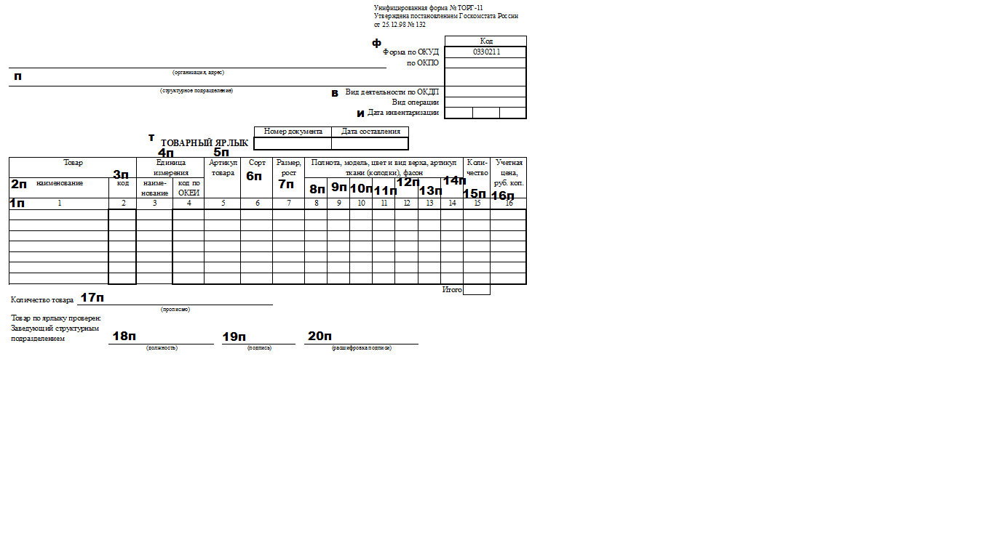 Унифицированная форма № ТОРГ-11
Утверждена постановлением Госкомстата России
от 25.12.98 № 132
Код
ф
Форма по ОКУД 0330211
по ОКПО
(организация, адрес)
п
(структурное подразделение)
в Вид деятельности по ОКДП
Вид операции
и Дата инвентаризации
Номер документа Дата составления
т ТОВАРНЫЙ ЯРЛЫК
4п 5п
Товар Единица измерения Артикул товара Сорт Размер, рост Полнота, модель, цвет и вид верха, артикул ткани (колодки), фасон Коли-чество Учетная цена, руб. коп.
3п 6п
2п наименование код наиме-нование код по ОКЕИ 7п 8п 9п 10п 11п 12п 13п 14п 15п 16п
1п
1 2 3 4 5 6 7 8 9 10 11 12 13 14 15 16
Итого
Количество товара 17п
(прописью)
Товар по ярлыку проверен:
Заведующий структурным
подразделением 18п 19п 20п
(должность) (подпись) (расшифровка подписи)